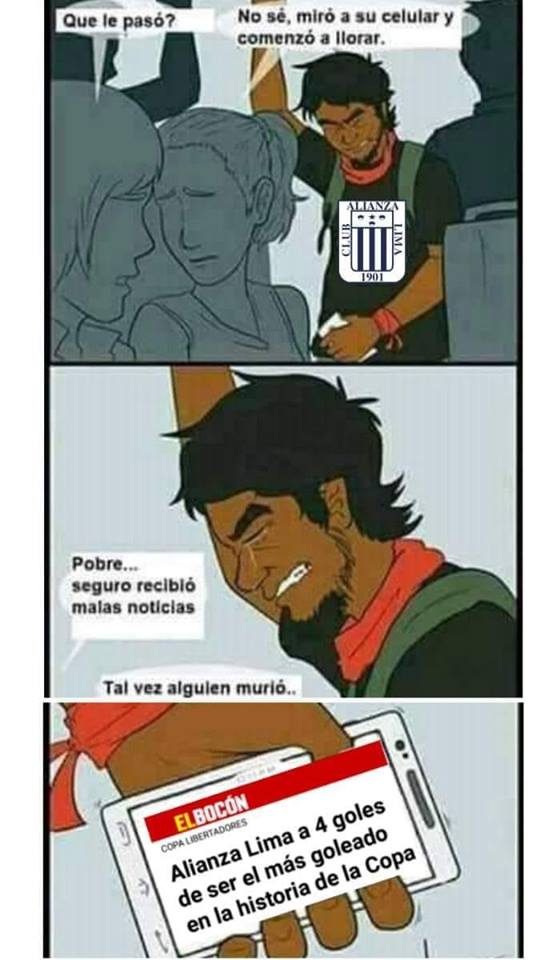 Que le pasó?
No sé, miró a su celular y
comenzó a llorar.
ALIANZA
CLUB
LIMA
1901
Pobre...
seguro recibió
malas noticias
Tal vez alguien murió..
ELBOCÓN
COPA LIBERTADORES
Alianza Lima a 4 goles
de ser el más goleado
en la historia de la Copa